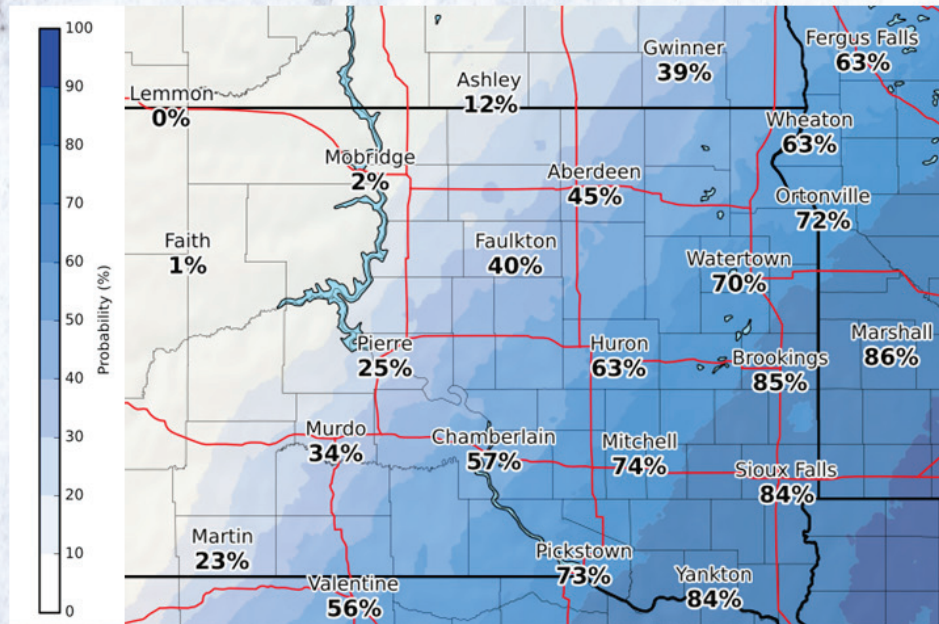 100
90
80
70
60
50
40
30
20
10
0
Probability (%)
Gwinner
39%
Fergus Falls
63%
Lemmon
0%
Ashley
12%
Wheaton
63%
Mobridge
2%
Aberdeen
45%
Ortonville
72%
Faith
1%
Faulkton
40%
Watertown
70%
Pierre
25%
Huron
63%
Brookings
85%
Marshall
86%
Murdo
34%
Chamberlain
57%
Mitchell
74%
Sioux Falls
84%
Martin
23%
Pickstown
73%
Valentine
56%
Yankton
84%